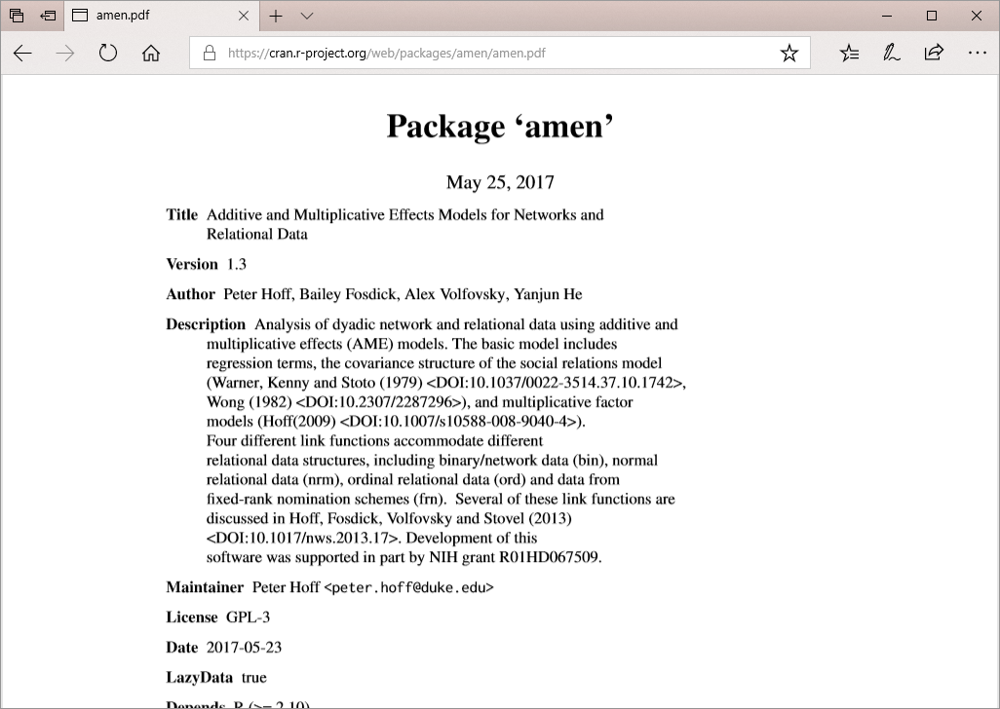 amen.pdf
https://cran.r-project.org/web/packages/amen/amen.pdf
Package ‘amen’
May 25, 2017
Title Additive and Multiplicative Effects Models for Networks and
Relational Data
Version 1.3
Author Peter Hoff, Bailey Fosdick, Alex Volfovsky, Yanjun He
Description Analysis of dyadic network and relational data using additive and
multiplicative effects (AME) models. The basic model includes
regression terms, the covariance structure of the social relations model
(Warner, Kenny and Stoto (1979) <DOI:10.1037/0022-3514.37.10.1742>,
Wong (1982) <DOI:10.2307/2287296>), and multiplicative factor
models (Hoff(2009) <DOI:10.1007/s10588-008-9040-4>).
Four different link functions accommodate different
relational data structures, including binary/network data (bin), normal
relational data (nrm), ordinal relational data (ord) and data from
fixed-rank nomination schemes (frn). Several of these link functions are
discussed in Hoff, Fosdick, Volfovsky and Stovel (2013)
<DOI:10.1017/nws.2013.17>. Development of this
software was supported in part by NIH grant R01HD067509.
Maintainer Peter Hoff <peter.hoff@duke.edu>
License GPL-3
Date 2017-05-23
LazyData true
Depends R (>= 2.10)